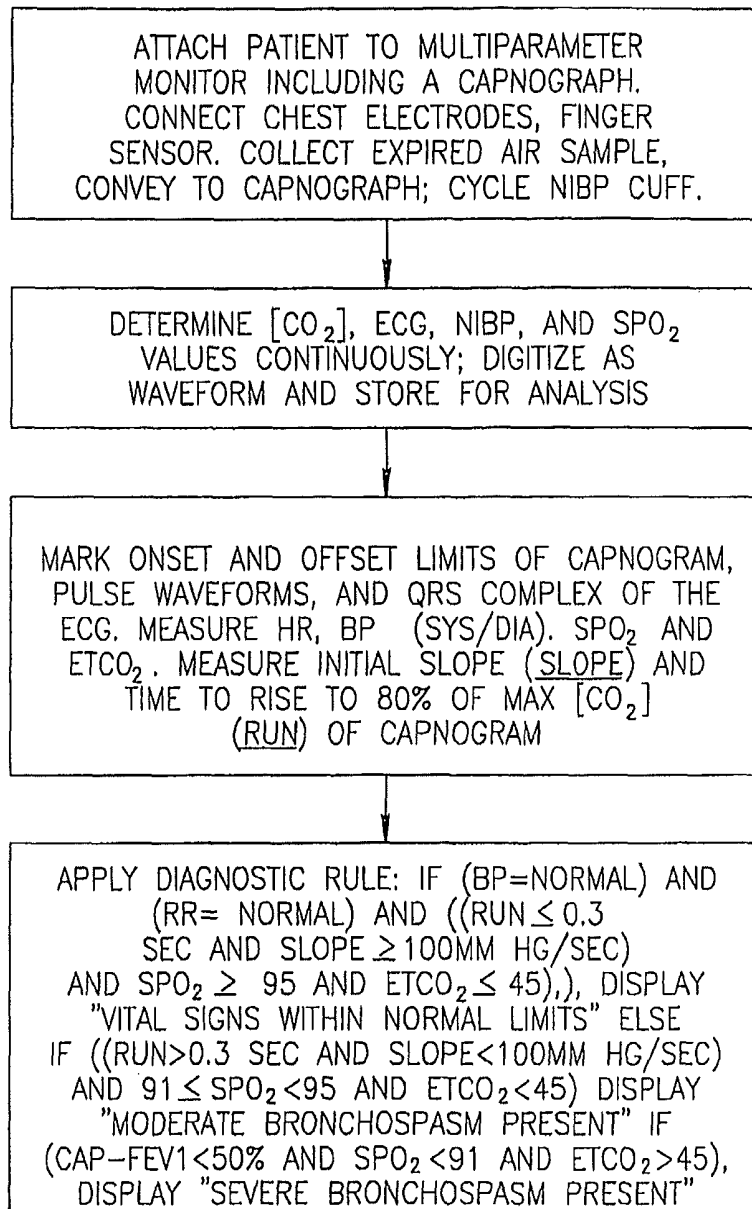 ATTACH PATIENT TO MULTIPARAMETER
MONITOR INCLUDING A CAPNOGRAPH.
CONNECT CHEST ELECTRODES, FINGER
SENSOR. COLLECT EXPIRED AIR SAMPLE,
CONVEY TO CAPNOGRAPH; CYCLE NIBP CUFF.
DETERMINE [CO₂], ECG, NIBP, AND SPO₂
VALUES CONTINUOUSLY; DIGITIZE AS
WAVEFORM AND STORE FOR ANALYSIS
MARK ONSET AND OFFSET LIMITS OF CAPNOGRAM,
PULSE WAVEFORMS, AND QRS COMPLEX OF THE
ECG. MEASURE HR, BP (SYS/DIA). SPO₂ AND
ETCO₂. MEASURE INITIAL SLOPE (SLOPE) AND
TIME TO RISE TO 80% OF MAX [CO₂]
(RUN) OF CAPNOGRAM
APPLY DIAGNOSTIC RULE: IF (BP=NORMAL) AND
(RR= NORMAL) AND ((RUN ≤ 0.3
SEC AND SLOPE ≥ 100MM HG/SEC)
AND SPO₂ ≥ 95 AND ETCO₂ ≤ 45),), DISPLAY
"VITAL SIGNS WITHIN NORMAL LIMITS" ELSE
IF ((RUN>0.3 SEC AND SLOPE<100MM HG/SEC)
AND 91 ≤ SPO₂<95 AND ETCO₂<45) DISPLAY
"MODERATE BRONCHOSPASM PRESENT" IF
(CAP-FEV1<50% AND SPO₂<91 AND ETCO₂>45),
DISPLAY "SEVERE BRONCHOSPASM PRESENT"